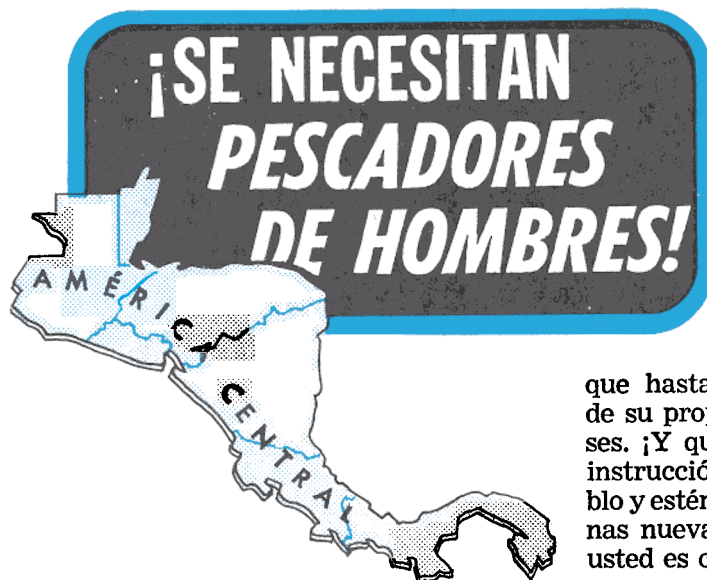 ¡SE NECESITAN
PESCADORES
DE HOMBRES!
AMÉRICA CENTRAL
que hasta
de su prop
ses. ¡Y qu
instrucció
blo y estér
nas nueva
usted es c